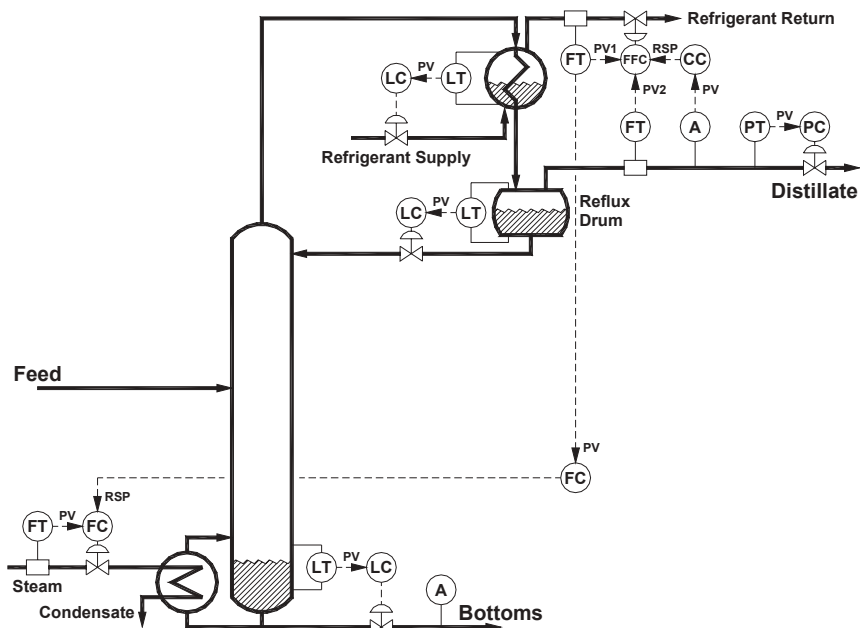 Refrigerant Return
FT
PV1
FFC
RSP
CC
LC
PV
LT
PV2
PV
FT
A
PT
PV
PC
Refrigerant Supply
Distillate
LC
PV
LT
Reflux
Drum
Feed
PV
FC
RSP
FT
PV
FC
LT
PV
LC
Steam
A
Condensate
Bottoms